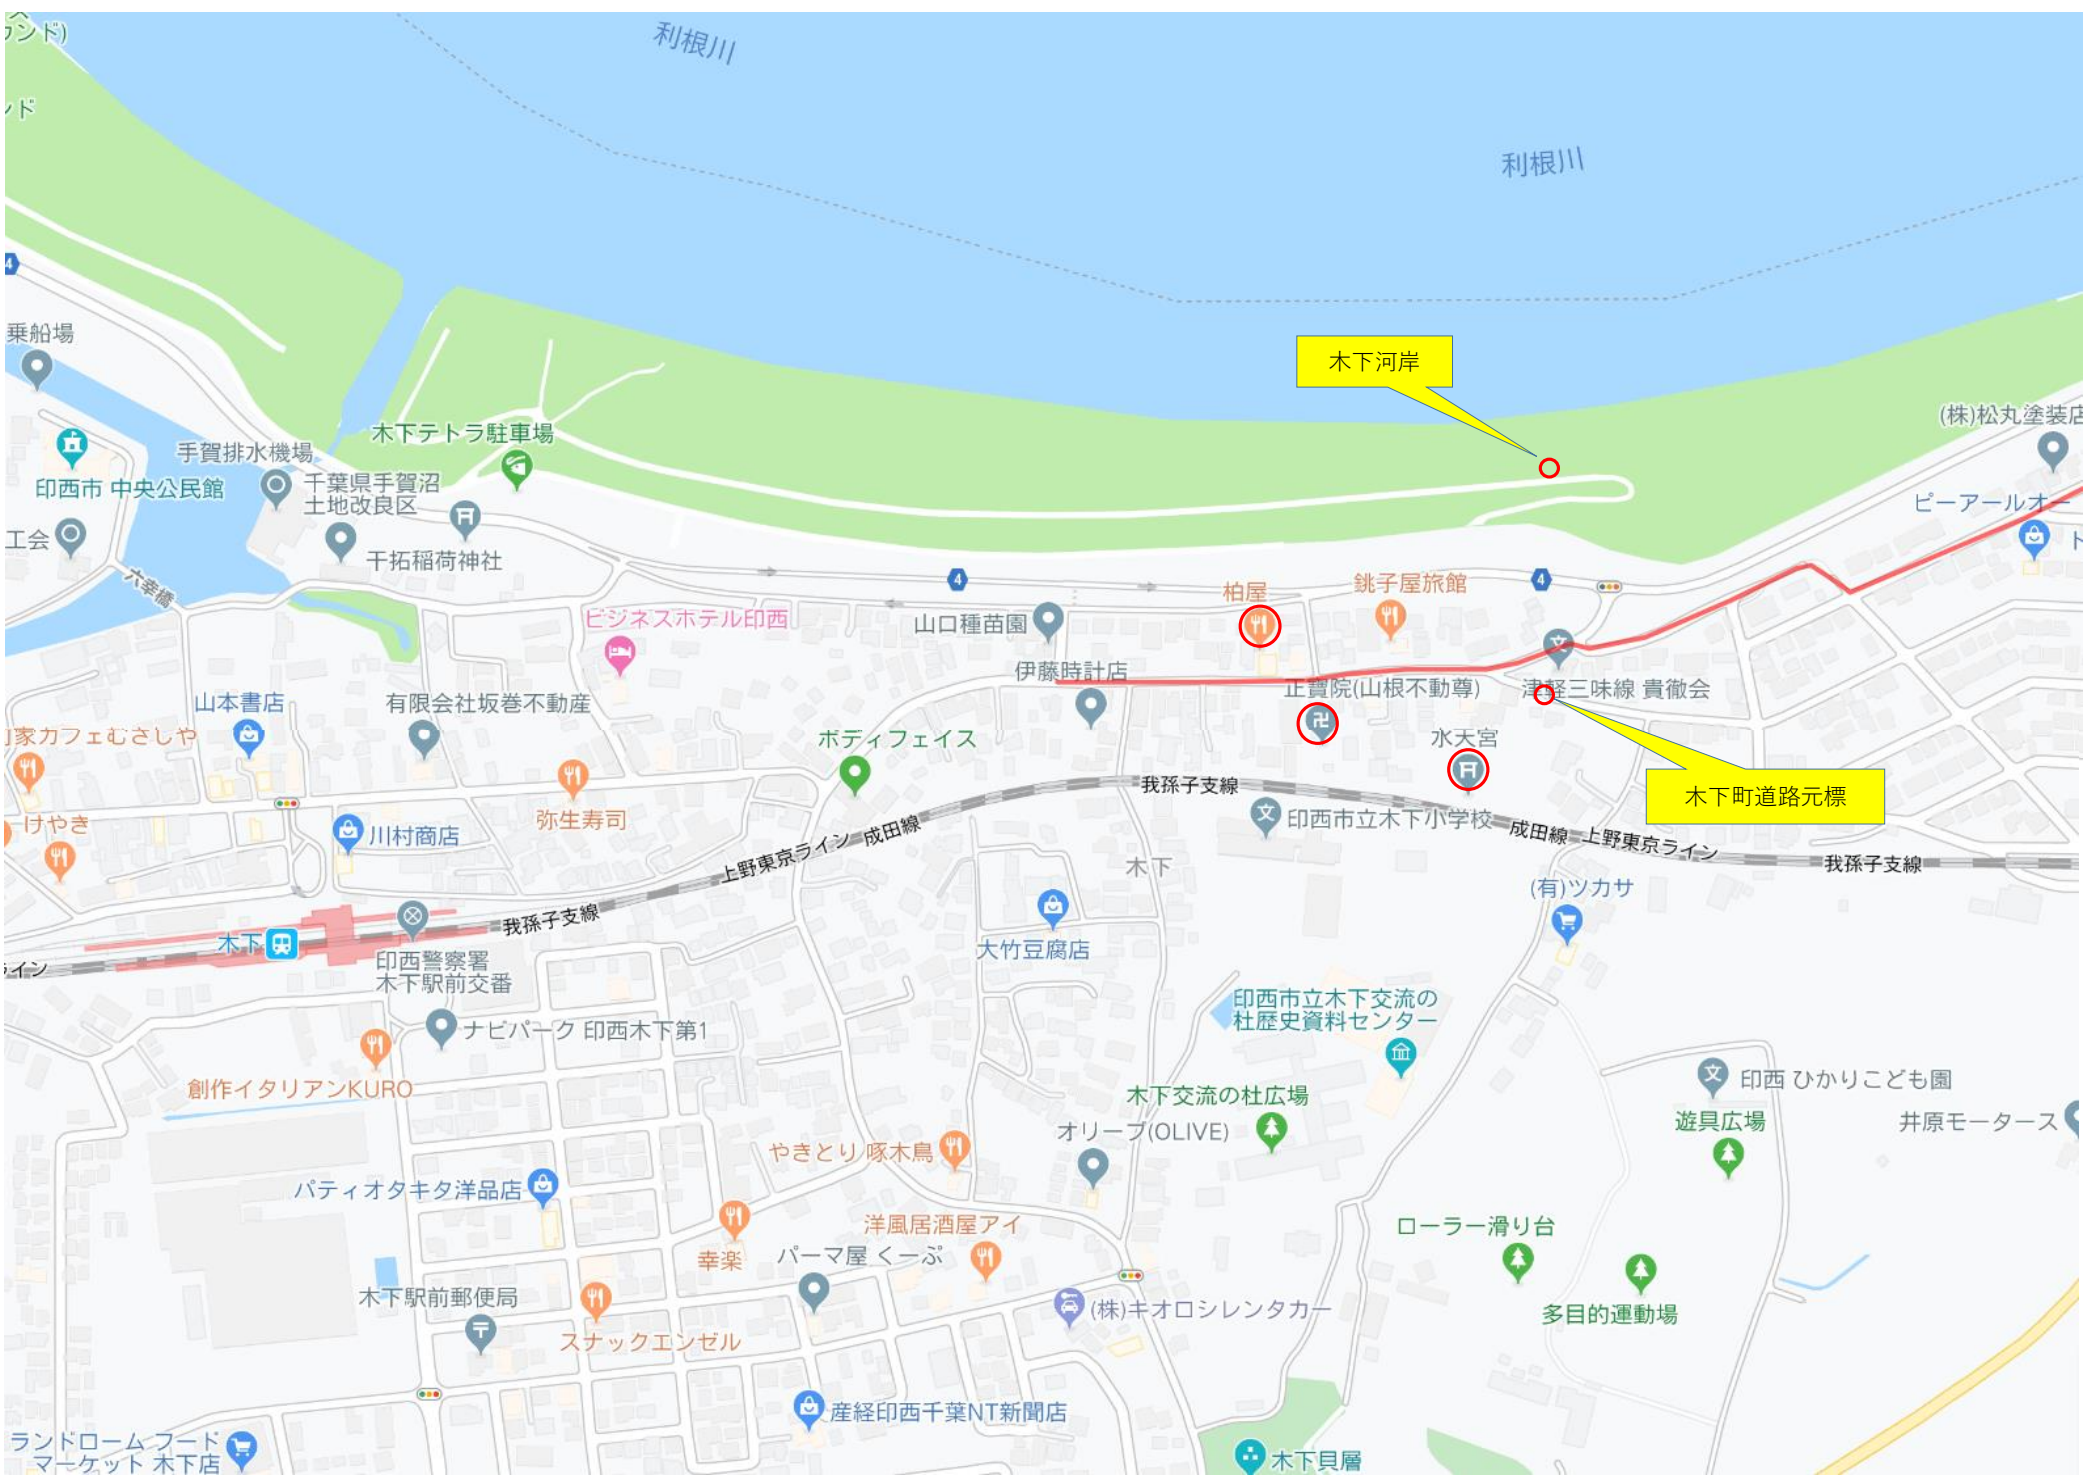 利根川
利根川
4
乗船場
木下河岸
手賀排水機場
木下テトラ駐車場
(株)松丸塗装店
印西市 中央公民館
千葉県手賀沼
土地改良区
ピーアールオー
工会
干拓稲荷神社
六幸橋
4
4
柏屋
銚子屋旅館
ビジネスホテル印西
山口種苗園
伊藤時計店
正寶院(山根不動尊)
津軽三味線 貴徹会
山本書店
有限会社坂巻不動産
家カフェむさしや
ボディフェイス
水天宮
木下町道路元標
我孫子支線
けやき
川村商店
弥生寿司
印西市立木下小学校
上野東京ライン
成田線
成田線
上野東京ライン
我孫子支線
木下
(有)ツカサ
木下
我孫子支線
ライン
印西警察署
木下駅前交番
大竹豆腐店
ナビパーク 印西木下第1
印西市立木下交流の
杜歴史資料センター
創作イタリアンKURO
木下交流の杜広場
印西 ひかりこども園
遊具広場
井原モータース
オリーブ(OLIVE)
やきとり 啄木鳥
パティオタキタ洋品店
洋風居酒屋アイ
ローラー滑り台
幸楽
パーマ屋 くーぷ
木下駅前郵便局
(株)キオロシレンタカー
多目的運動場
スナックエンゼル
産経印西千葉NT新聞店
ランドローム フード
マーケット 木下店
木下貝層